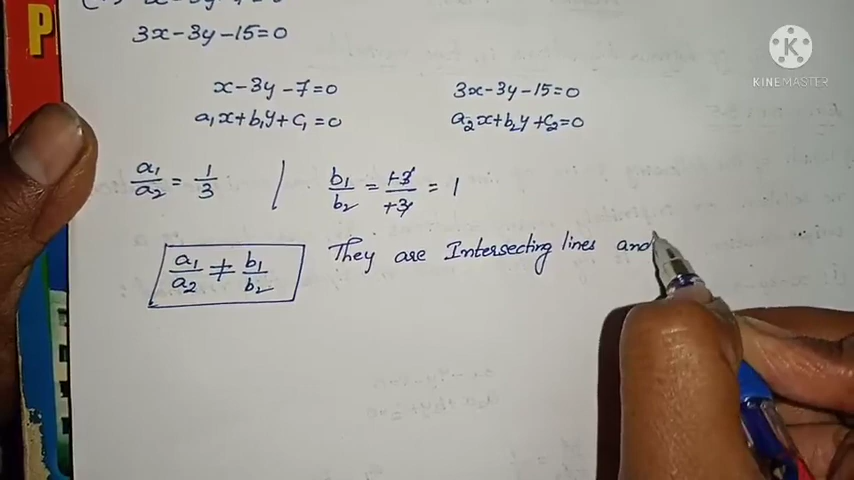 3x-3y-15=0
x-3y-7=0 3x-3y-15=0
a₁x+b₁y+c₁=0 a₂x+b₂y+c₂=0
a₁/a₂ = 1/3 | b₁/b₂ = +3/+3 = 1
a₁/a₂ ≠ b₁/b₂ They are Intersecting lines and
P
K
KINEMASTER